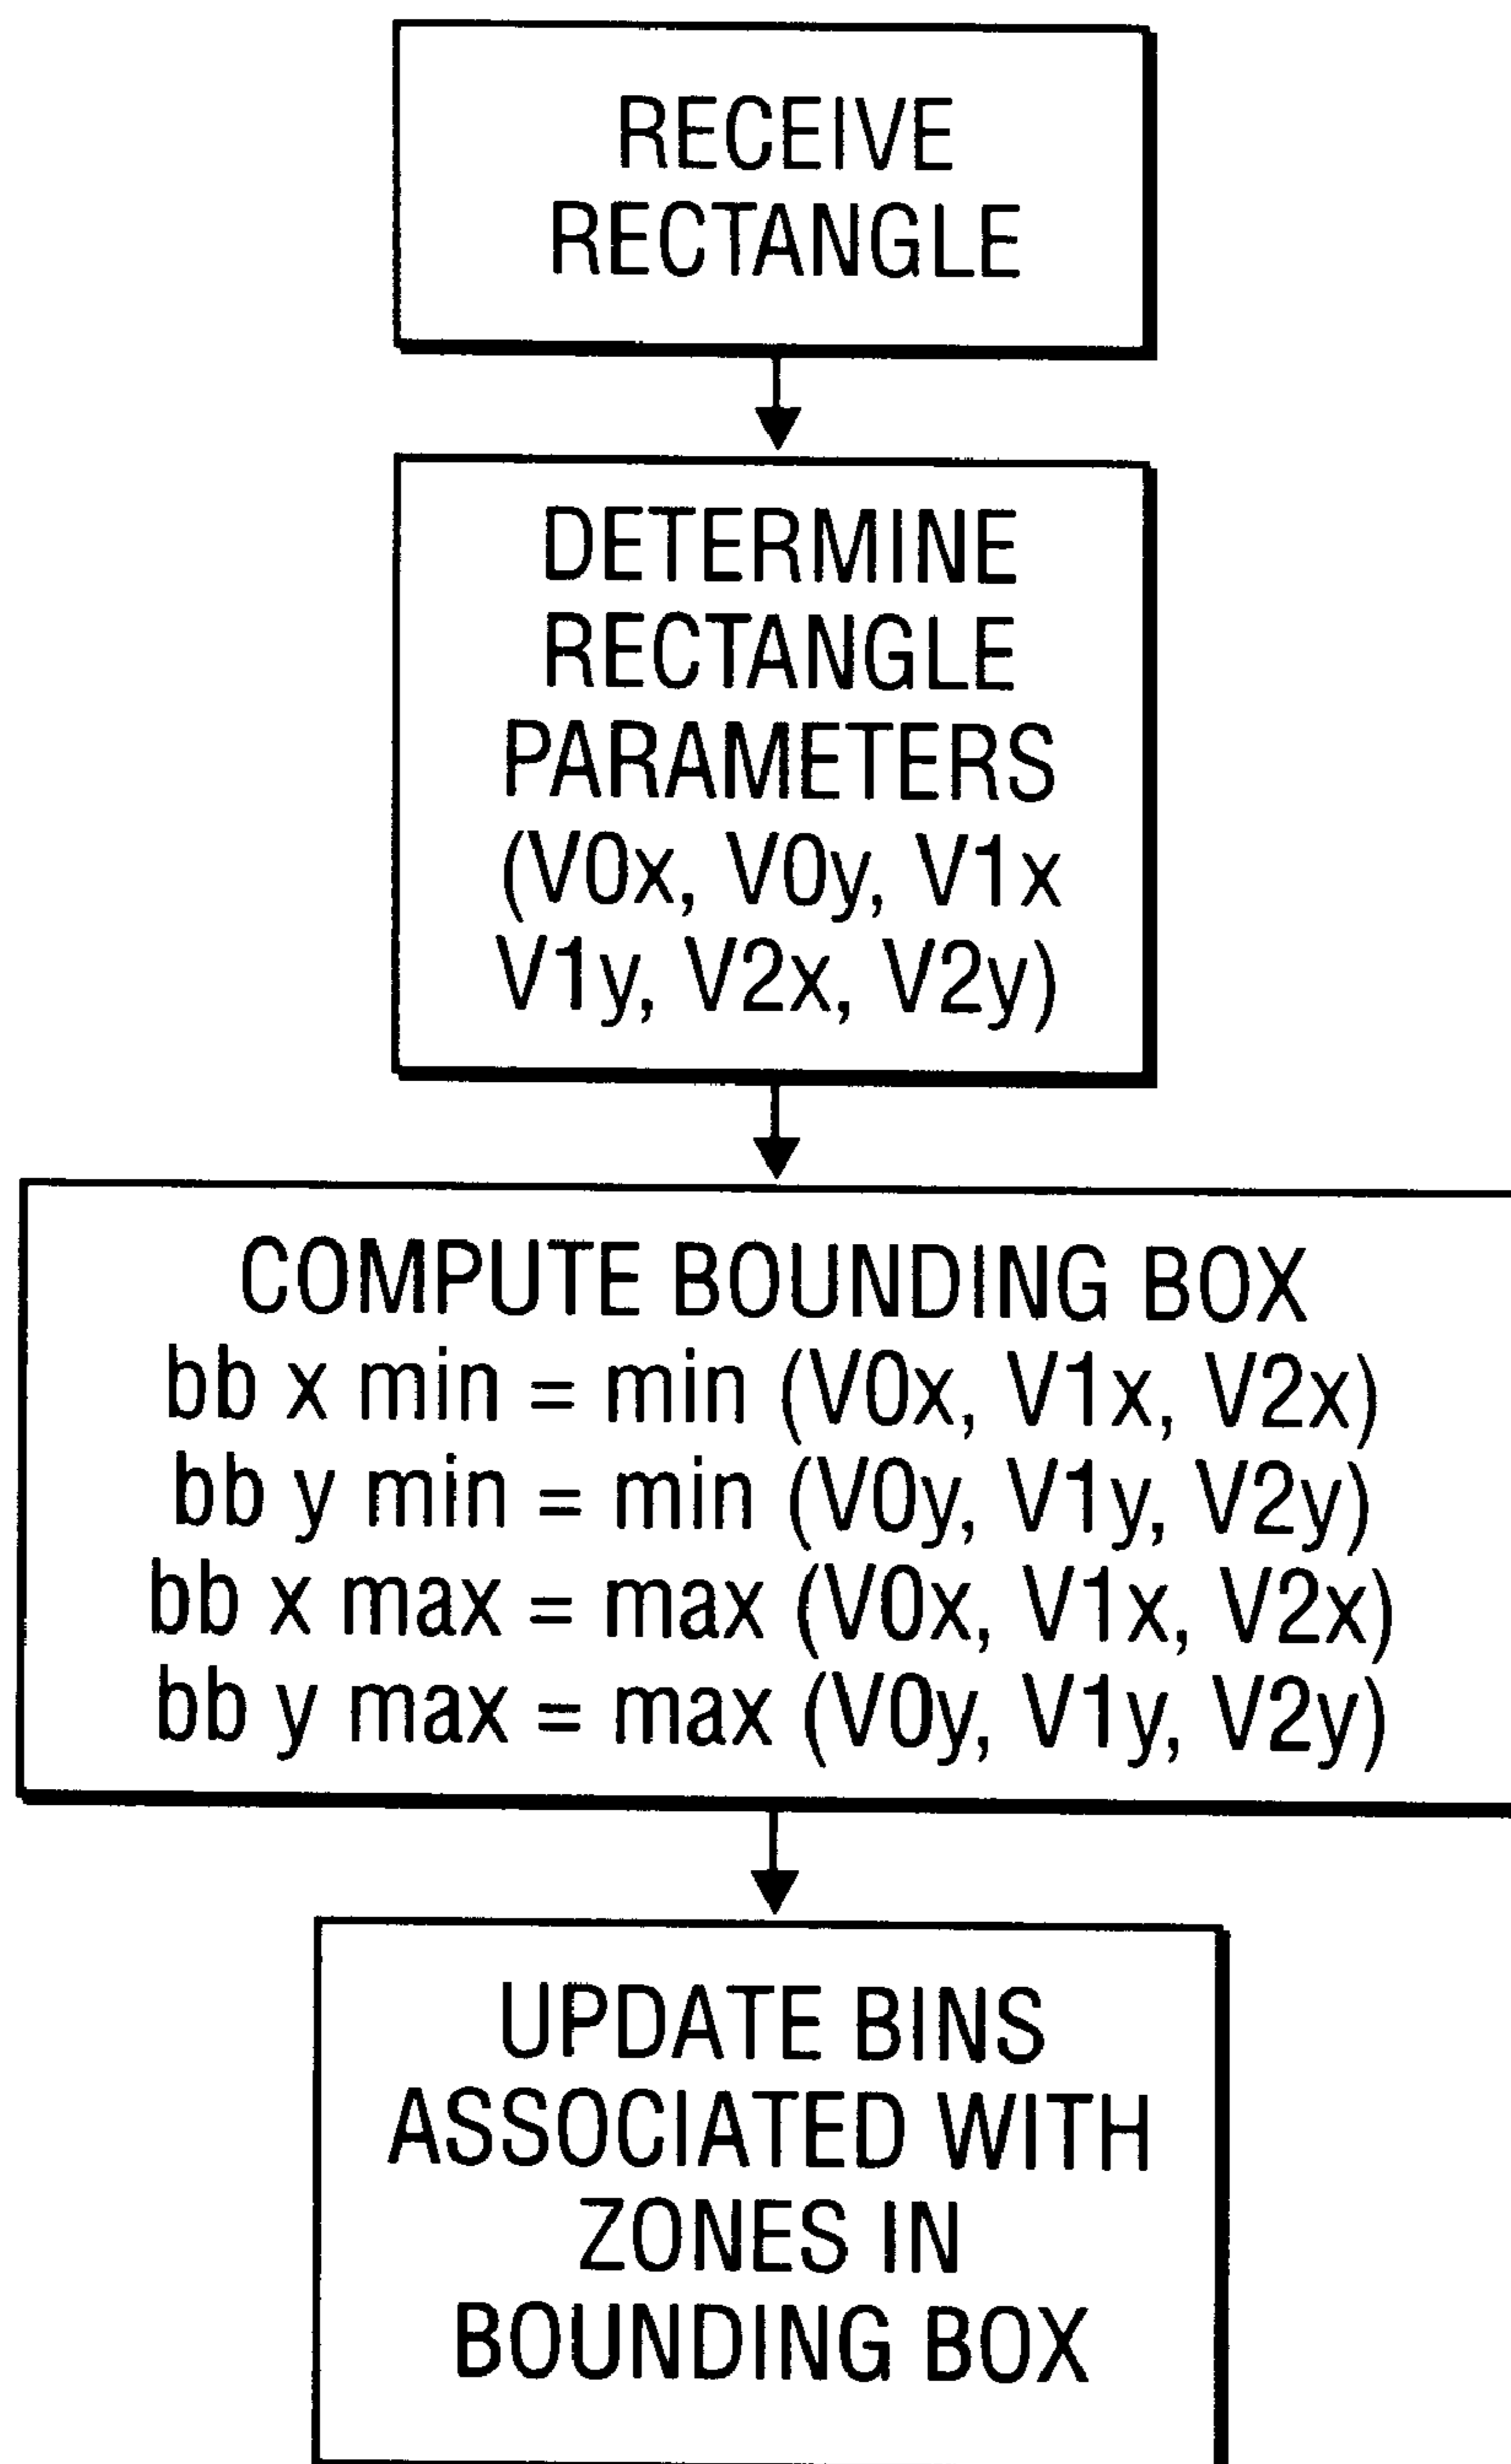 RECEIVE
RECTANGLE
DETERMINE
RECTANGLE
PARAMETERS
(V0x, V0y, V1x
V1y, V2x, V2y)
COMPUTE BOUNDING BOX
bb x min = min (V0x, V1x, V2x)
bb y min = min (V0y, V1y, V2y)
bb x max = max (V0x, V1x, V2x)
bb y max = max (V0y, V1y, V2y)
UPDATE BINS
ASSOCIATED WITH
ZONES IN
BOUNDING BOX